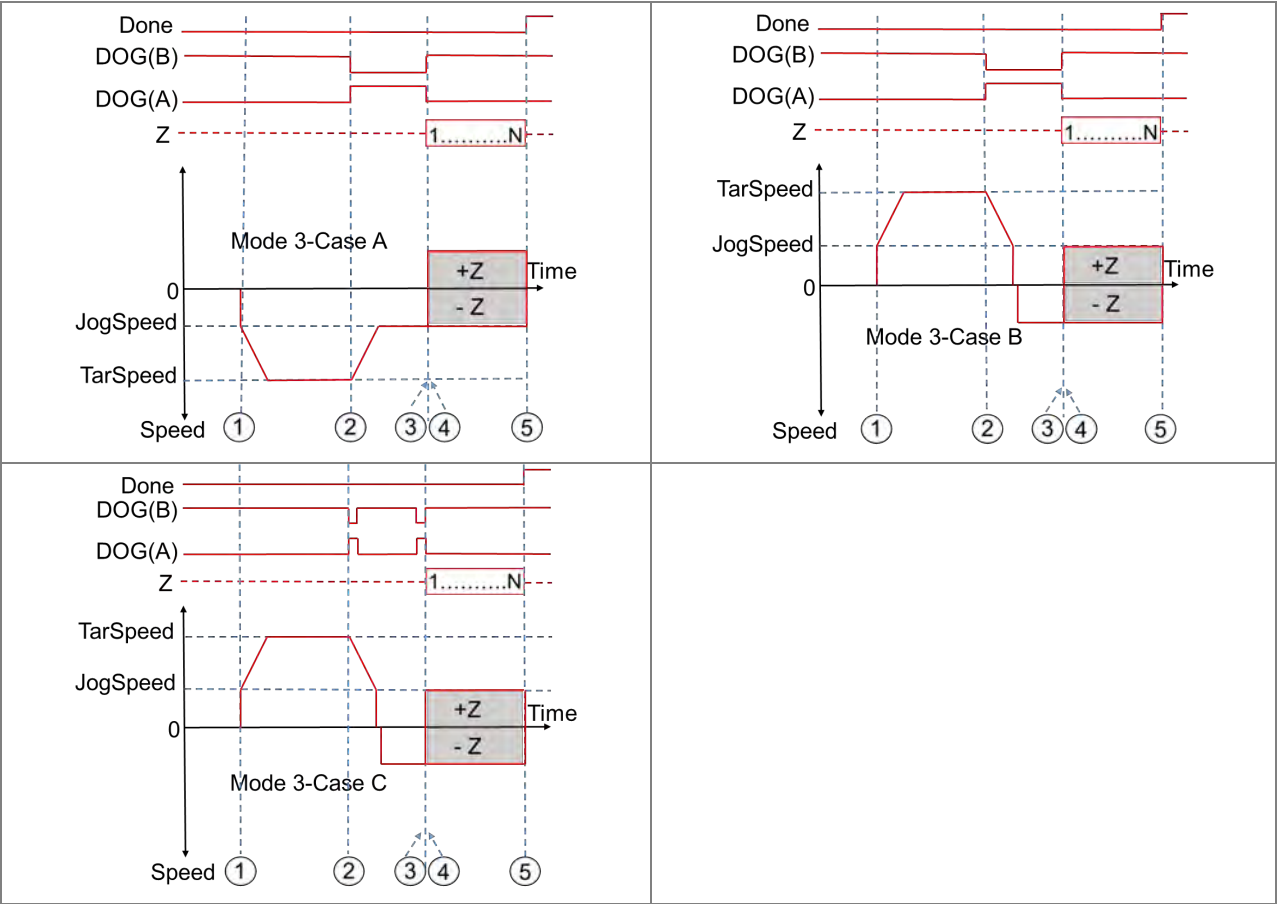 Done
DOG(B)
DOG(A)
Z
1..........N
Mode 3-Case A
+Z
Time
0
- Z
JogSpeed
TarSpeed
Speed
1 2 3 4 5
Done
DOG(B)
DOG(A)
Z
1..........N
TarSpeed
JogSpeed
+Z
Time
0
- Z
Mode 3-Case B
Speed
1 2 3 4 5
Done
DOG(B)
DOG(A)
Z
1..........N
TarSpeed
JogSpeed
+Z
Time
0
- Z
Mode 3-Case C
Speed
1 2 3 4 5